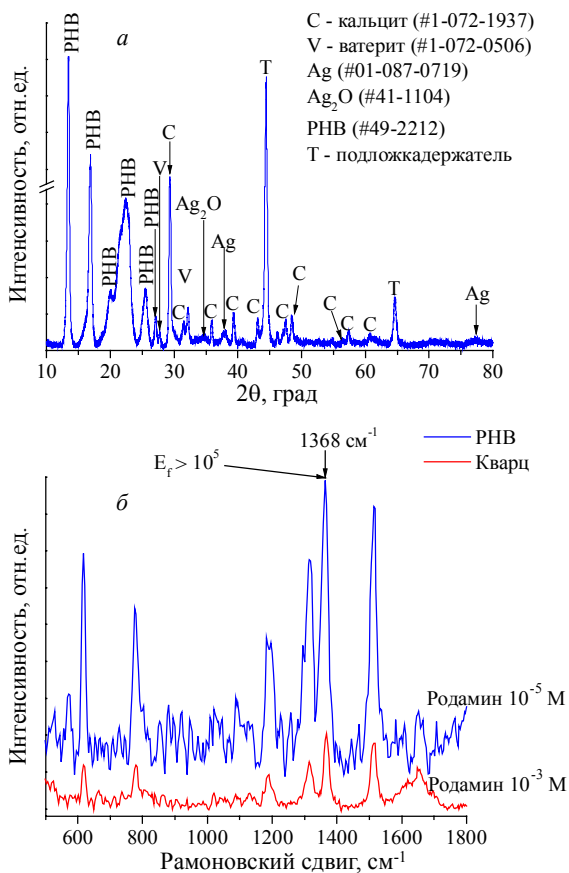 а
C - кальцит (#1-072-1937)
V - ватерит (#1-072-0506)
Ag (#01-087-0719)
Ag₂O (#41-1104)
PHB (#49-2212)
T - подложкадержатель
Интенсивность, отн.ед.
PHB
PHB
PHB
PHB
PHB
PHB
V
C
Ag₂O
V
C
Ag
C
C
C
T
C
C
C
C
C
T
Ag
10 20 30 40 50 60 70 80
2θ, град
б
1368 см⁻¹
E_f > 10⁵
PHB
Кварц
Интенсивность, отн.ед.
Родамин 10⁻⁵ М
Родамин 10⁻³ М
600 800 1000 1200 1400 1600 1800
Рамоновский сдвиг, см⁻¹